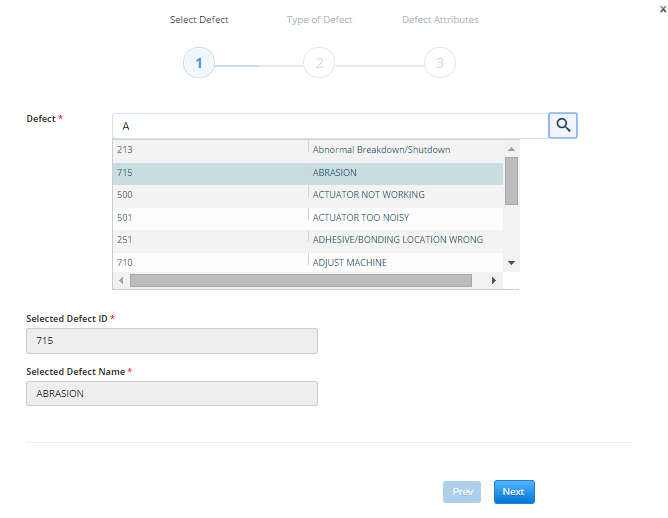 x
Select Defect Type of Defect Defect Attributes
1 2 3
Defect *
A
213 Abnormal Breakdown/Shutdown
715 ABRASION
500 ACTUATOR NOT WORKING
501 ACTUATOR TOO NOISY
251 ADHESIVE/BONDING LOCATION WRONG
710 ADJUST MACHINE
Selected Defect ID *
715
Selected Defect Name *
ABRASION
Prev Next